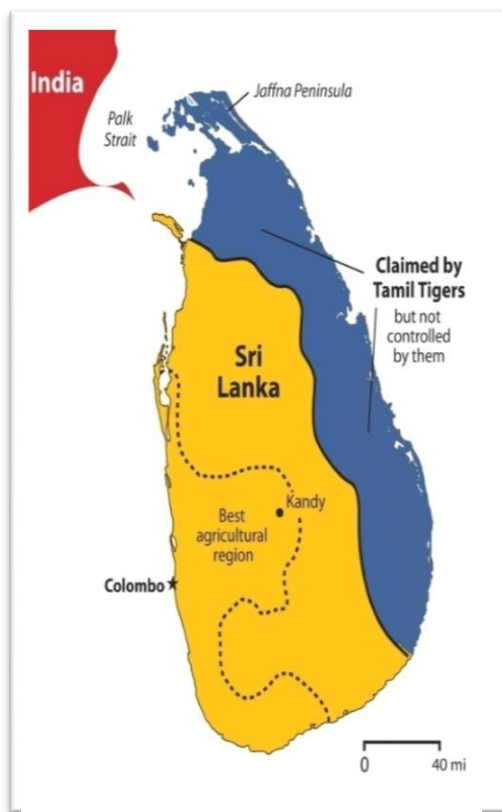 India
Palk
Strait
Jaffna Peninsula
Claimed by
Tamil Tigers
but not
controlled
by them
Sri
Lanka
Kandy
Best
agricultural
region
Colombo
0 40 mi